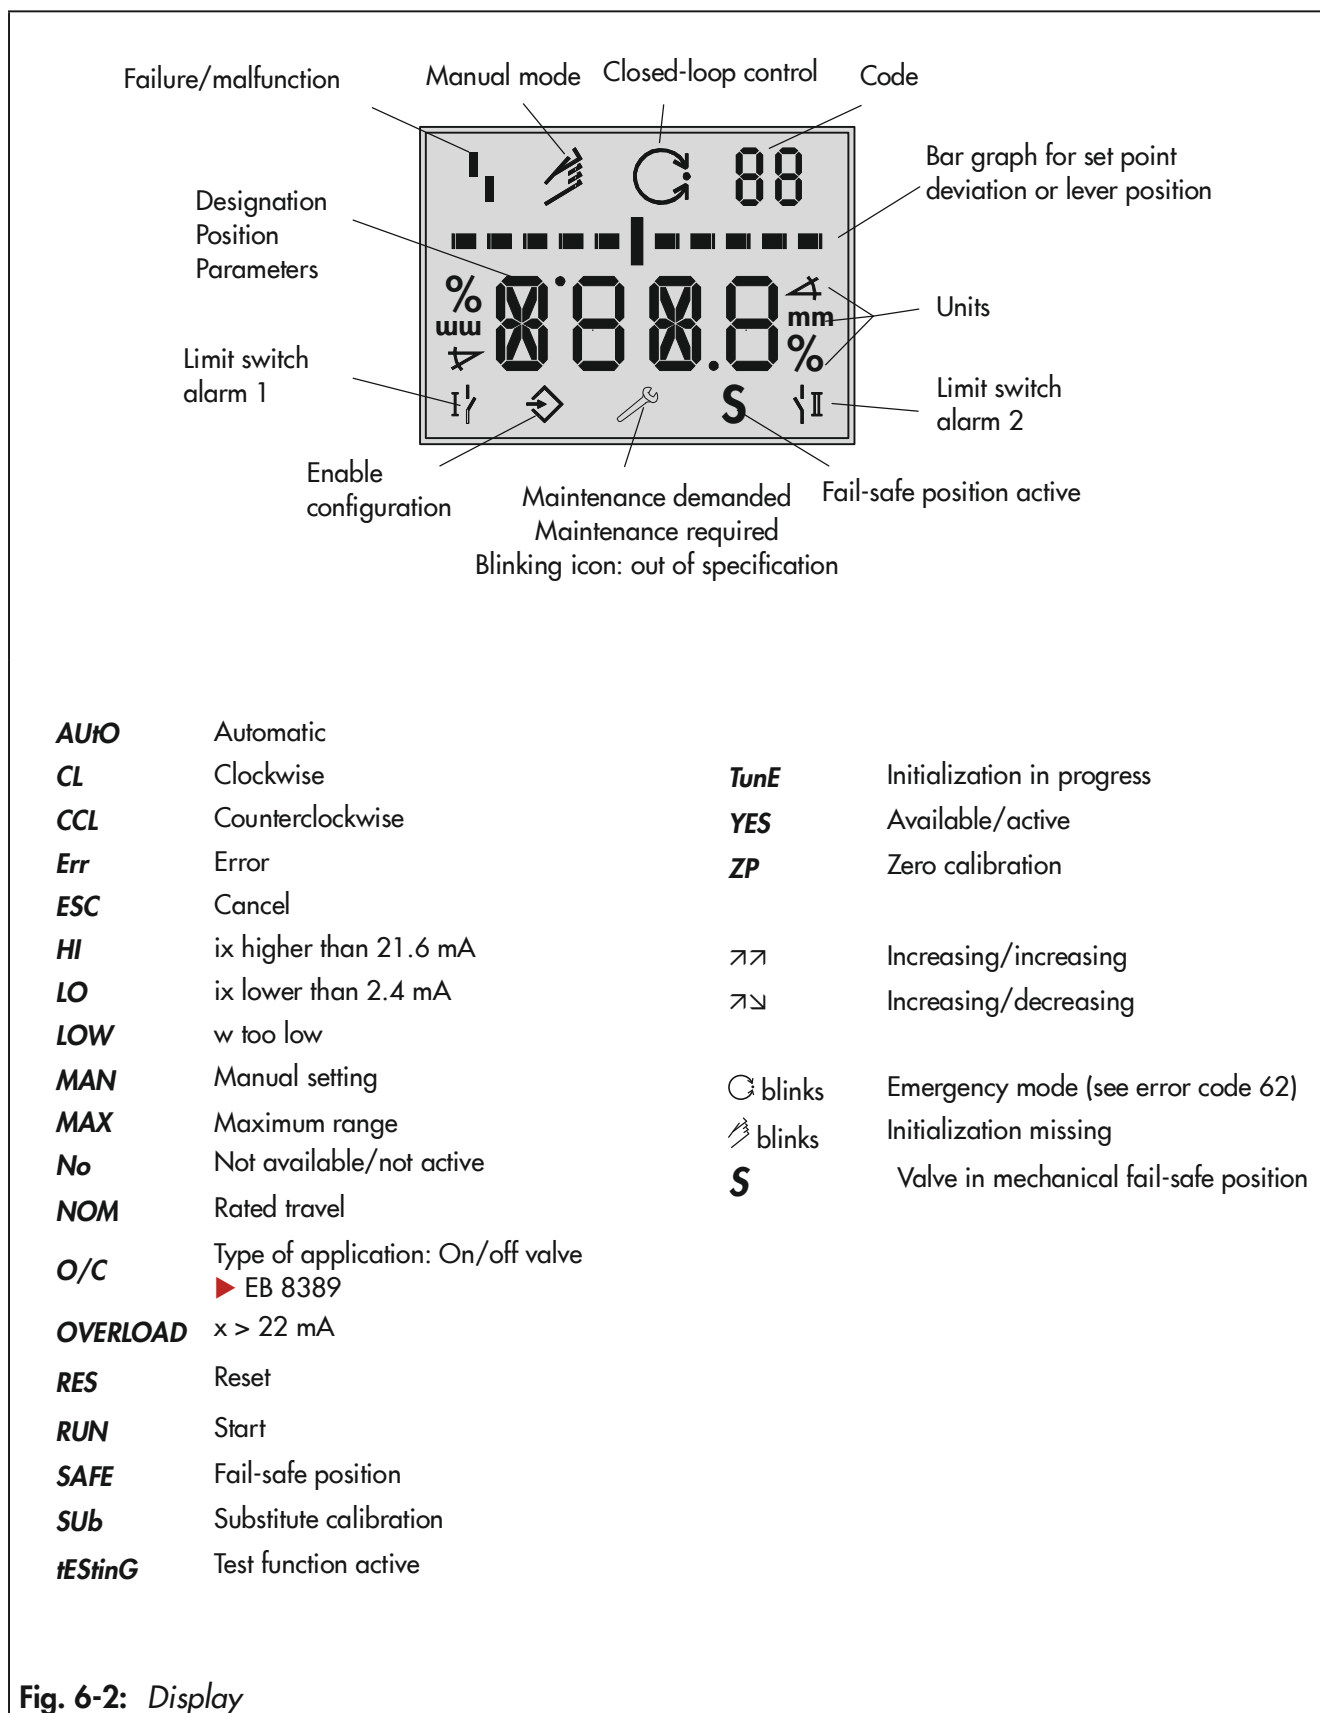 Failure/malfunction
Manual mode
Closed-loop control
Code
Bar graph for set point
deviation or lever position
Designation
Position
Parameters
88
%
mm
8.88.8
mm
%
Units
Limit switch
alarm 1
I
S
II
Limit switch
alarm 2
Enable
configuration
Maintenance demanded
Maintenance required
Blinking icon: out of specification
Fail-safe position active
AUtO Automatic
CL Clockwise
CCL Counterclockwise
Err Error
ESC Cancel
HI ix higher than 21.6 mA
LO ix lower than 2.4 mA
LOW w too low
MAN Manual setting
MAX Maximum range
No Not available/not active
NOM Rated travel
O/C Type of application: On/off valve
▶ EB 8389
OVERLOAD x > 22 mA
RES Reset
RUN Start
SAFE Fail-safe position
SUb Substitute calibration
tEStinG Test function active
TunE Initialization in progress
YES Available/active
ZP Zero calibration
↗↗ Increasing/increasing
↗↘ Increasing/decreasing
blinks Emergency mode (see error code 62)
blinks Initialization missing
S Valve in mechanical fail-safe position
Fig. 6-2: Display